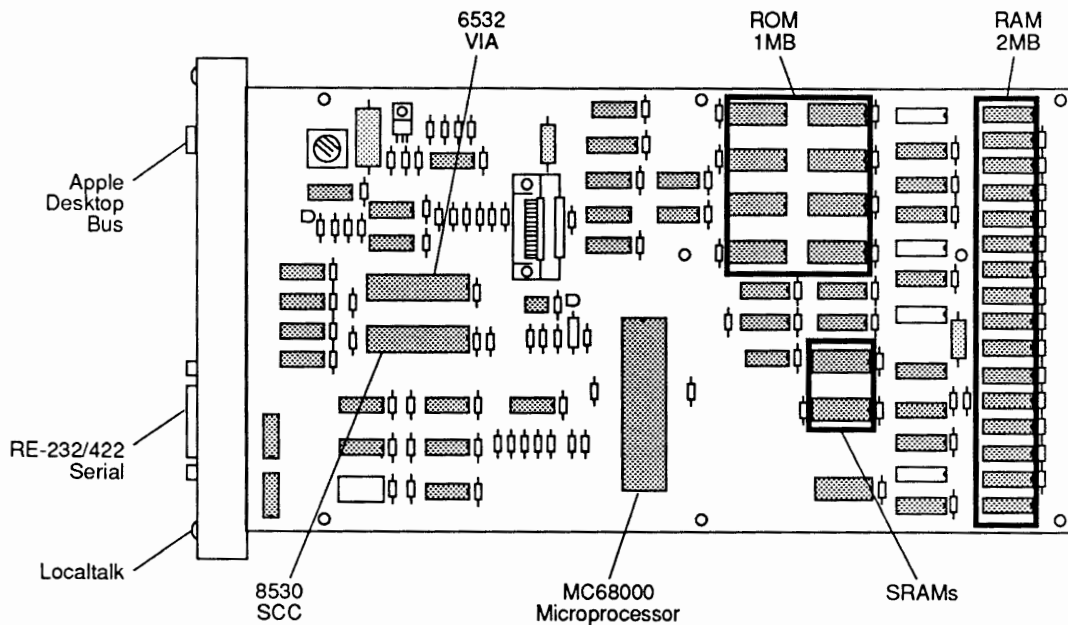 6532
VIA
ROM
1MB
RAM
2MB
Apple
Desktop
Bus
RE-232/422
Serial
Localtalk
8530
SCC
MC68000
Microprocessor
SRAMs